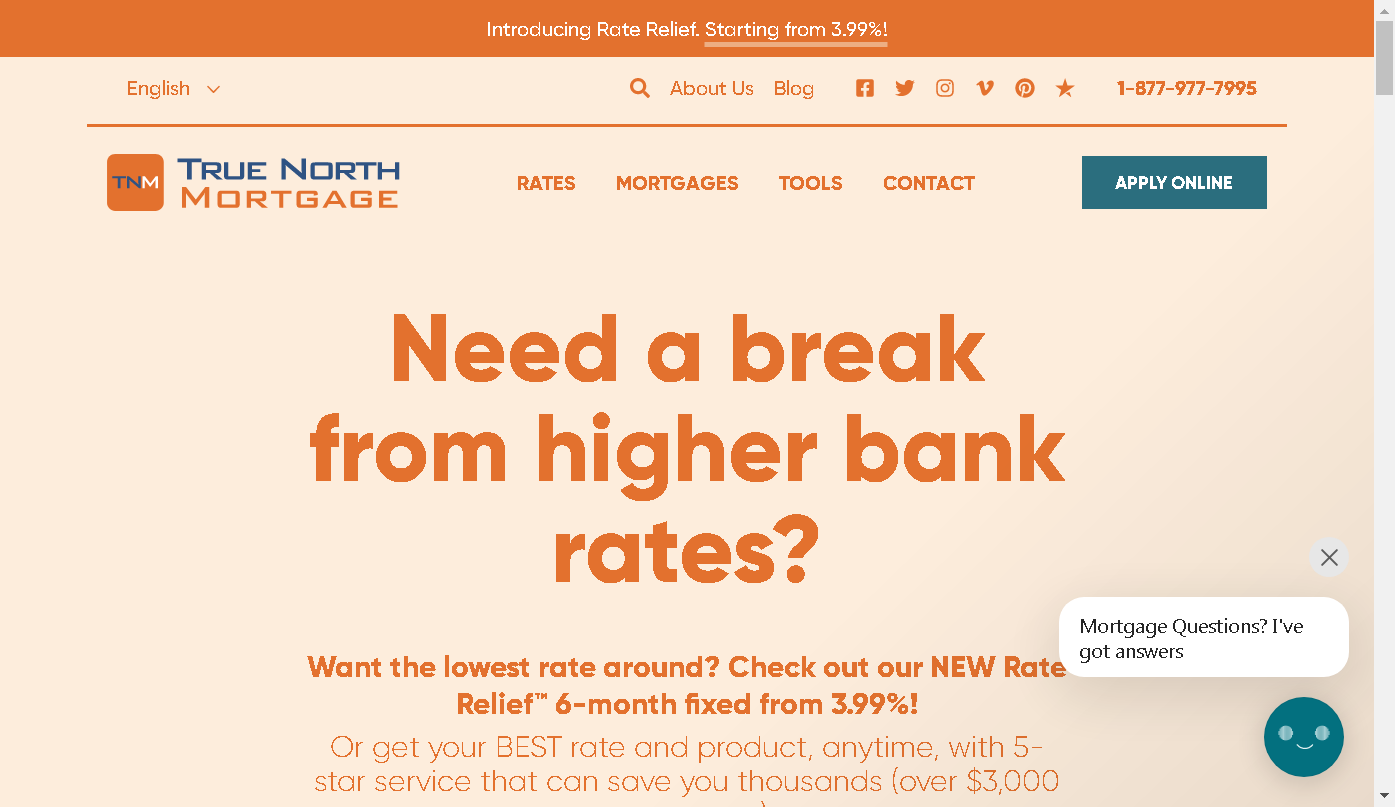 Introducing Rate Relief. Starting from 3.99%!
English
About Us Blog
1-877-977-7995
TNM TRUE NORTH
MORTGAGE
RATES MORTGAGES TOOLS CONTACT
APPLY ONLINE
Need a break
from higher bank
rates?
Want the lowest rate around? Check out our NEW Rate
Relief™ 6-month fixed from 3.99%!
Or get your BEST rate and product, anytime, with 5-
star service that can save you thousands (over $3,000
Mortgage Questions? I've
got answers